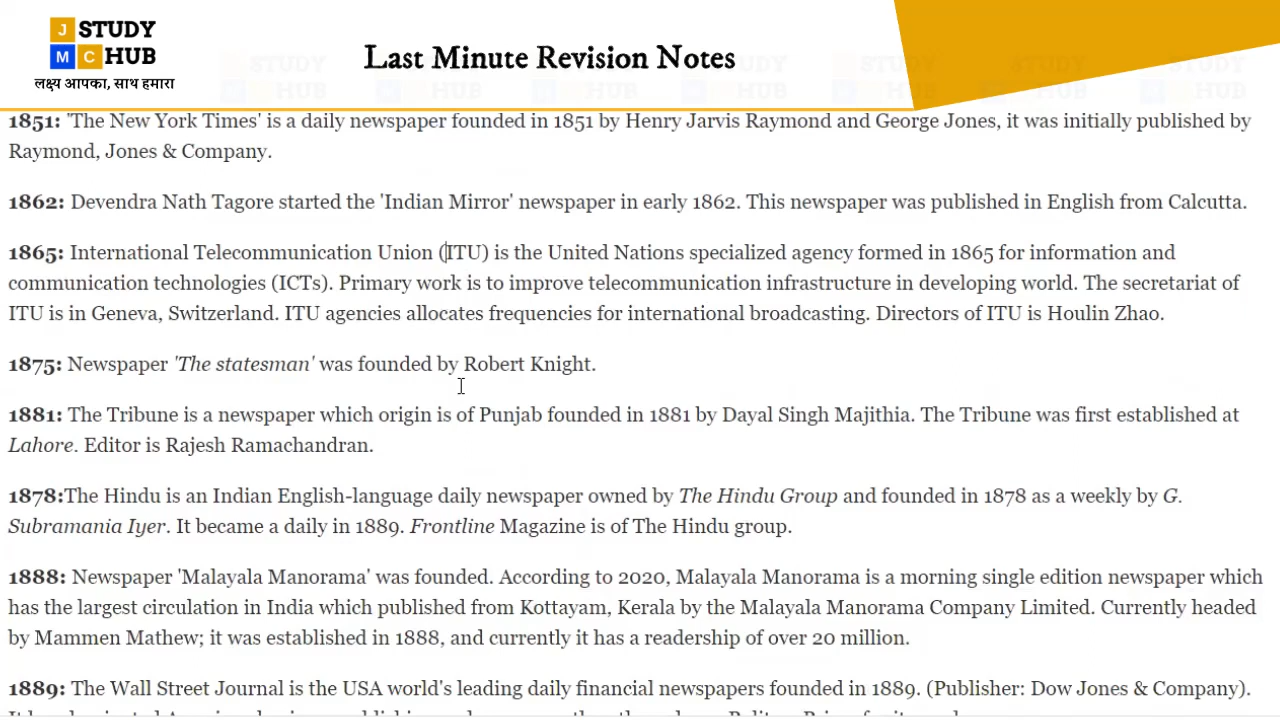 J STUDY
M C HUB
लक्ष्य आपका, साथ हमारा
Last Minute Revision Notes
1851: 'The New York Times' is a daily newspaper founded in 1851 by Henry Jarvis Raymond and George Jones, it was initially published by
Raymond, Jones & Company.
1862: Devendra Nath Tagore started the 'Indian Mirror' newspaper in early 1862. This newspaper was published in English from Calcutta.
1865: International Telecommunication Union (ITU) is the United Nations specialized agency formed in 1865 for information and
communication technologies (ICTs). Primary work is to improve telecommunication infrastructure in developing world. The secretariat of
ITU is in Geneva, Switzerland. ITU agencies allocates frequencies for international broadcasting. Directors of ITU is Houlin Zhao.
1875: Newspaper 'The statesman' was founded by Robert Knight.
1881: The Tribune is a newspaper which origin is of Punjab founded in 1881 by Dayal Singh Majithia. The Tribune was first established at
Lahore. Editor is Rajesh Ramachandran.
1878:The Hindu is an Indian English-language daily newspaper owned by The Hindu Group and founded in 1878 as a weekly by G.
Subramania Iyer. It became a daily in 1889. Frontline Magazine is of The Hindu group.
1888: Newspaper 'Malayala Manorama' was founded. According to 2020, Malayala Manorama is a morning single edition newspaper which
has the largest circulation in India which published from Kottayam, Kerala by the Malayala Manorama Company Limited. Currently headed
by Mammen Mathew; it was established in 1888, and currently it has a readership of over 20 million.
1889: The Wall Street Journal is the USA world's leading daily financial newspapers founded in 1889. (Publisher: Dow Jones & Company).